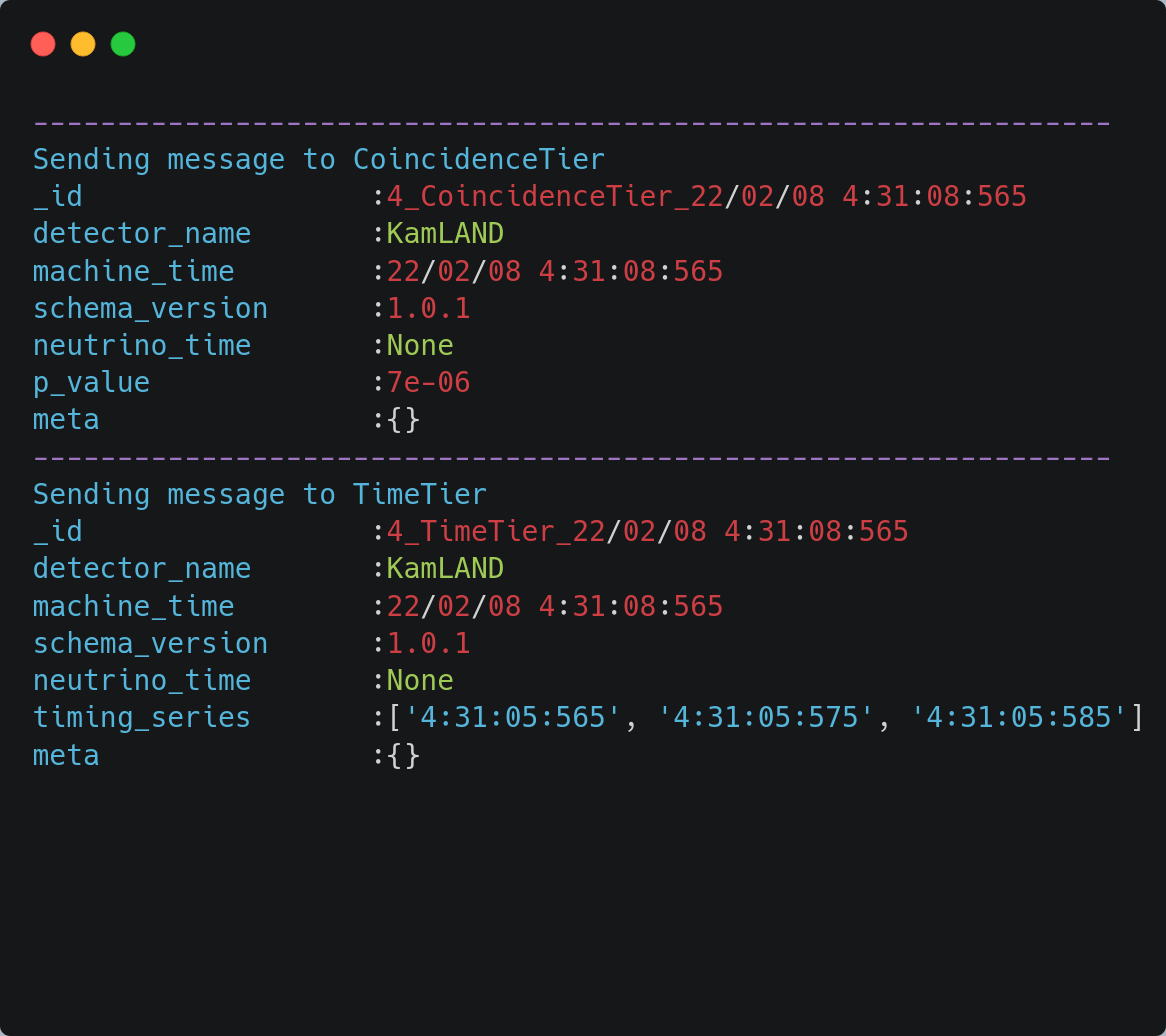 ----------------------------------------------------------------
Sending message to CoincidenceTier
_id                 :4_CoincidenceTier_22/02/08 4:31:08:565
detector_name       :KamLAND
machine_time        :22/02/08 4:31:08:565
schema_version      :1.0.1
neutrino_time       :None
p_value             :7e-06
meta                :{}
----------------------------------------------------------------
Sending message to TimeTier
_id                 :4_TimeTier_22/02/08 4:31:08:565
detector_name       :KamLAND
machine_time        :22/02/08 4:31:08:565
schema_version      :1.0.1
neutrino_time       :None
timing_series       :['4:31:05:565', '4:31:05:575', '4:31:05:585']
meta                :{}